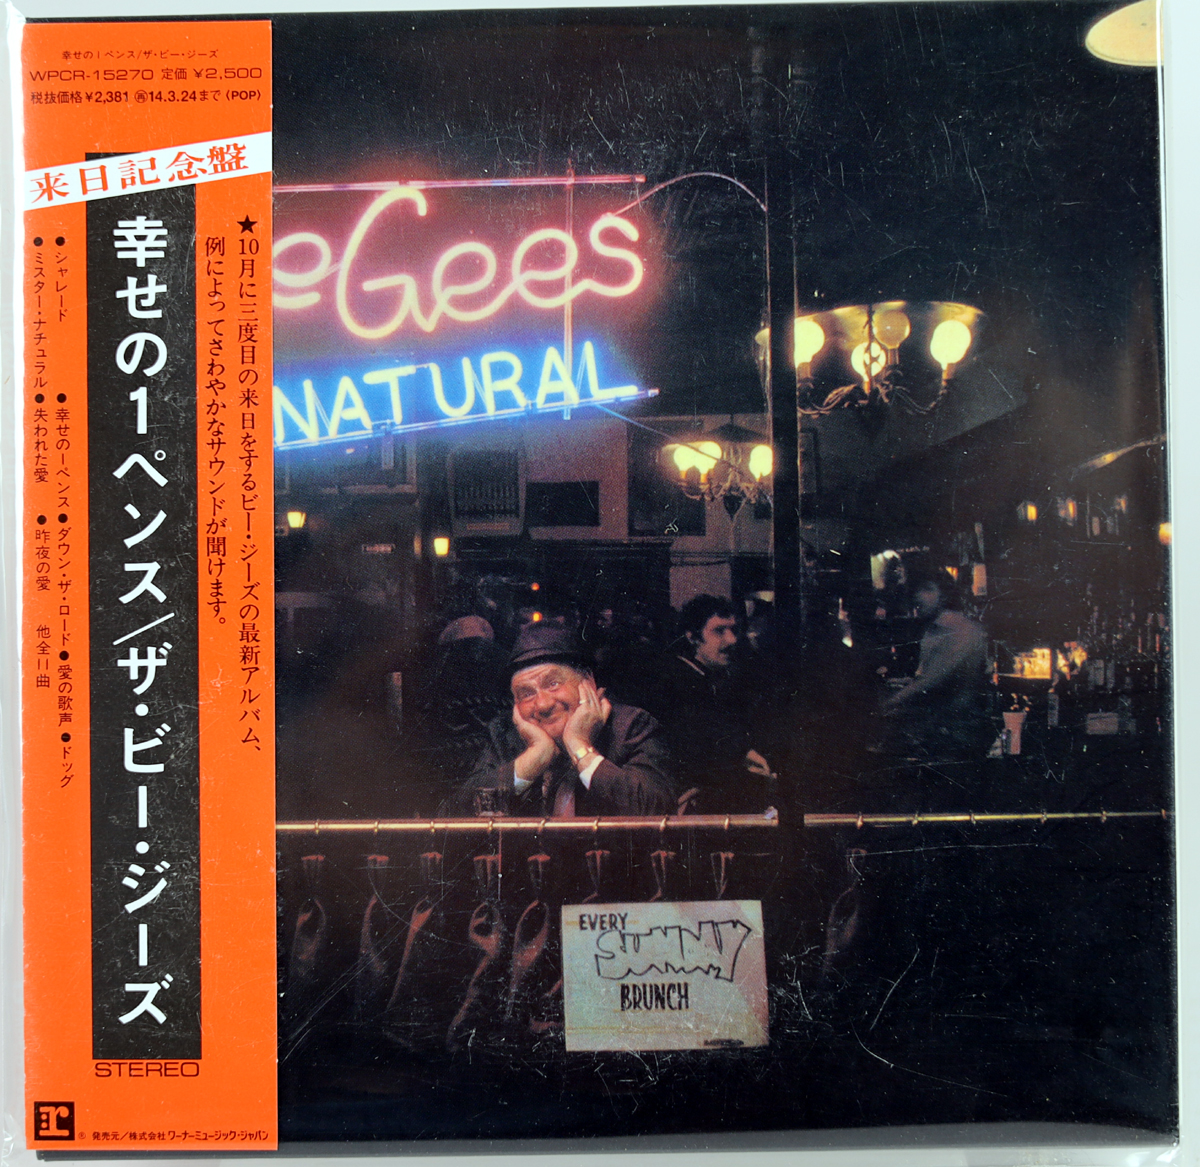 幸せの1ペンス/ザ・ビー・ジーズ
WPCR-15270 定価 ¥2,500
税抜価格¥2,381 再14.3.24まで (POP)
来日記念盤
★10月に三度目の来日をするビー・ジーズの最新アルバム、
例によってさわやかなサウンドが聞けます。
幸せの1ペンス/ザ・ビー・ジーズ
●シャレード ●幸せの一ペンス●ダウン・ザ・ロード●愛の歌声●ドッグ
●ミスター・ナチュラル●失われた愛 ●昨夜の愛 他全11曲
STEREO
r
® 発売元/株式会社 ワーナーミュージック・ジャパン
eGees
NATURAL
EVERY
SUNDAY
BRUNCH